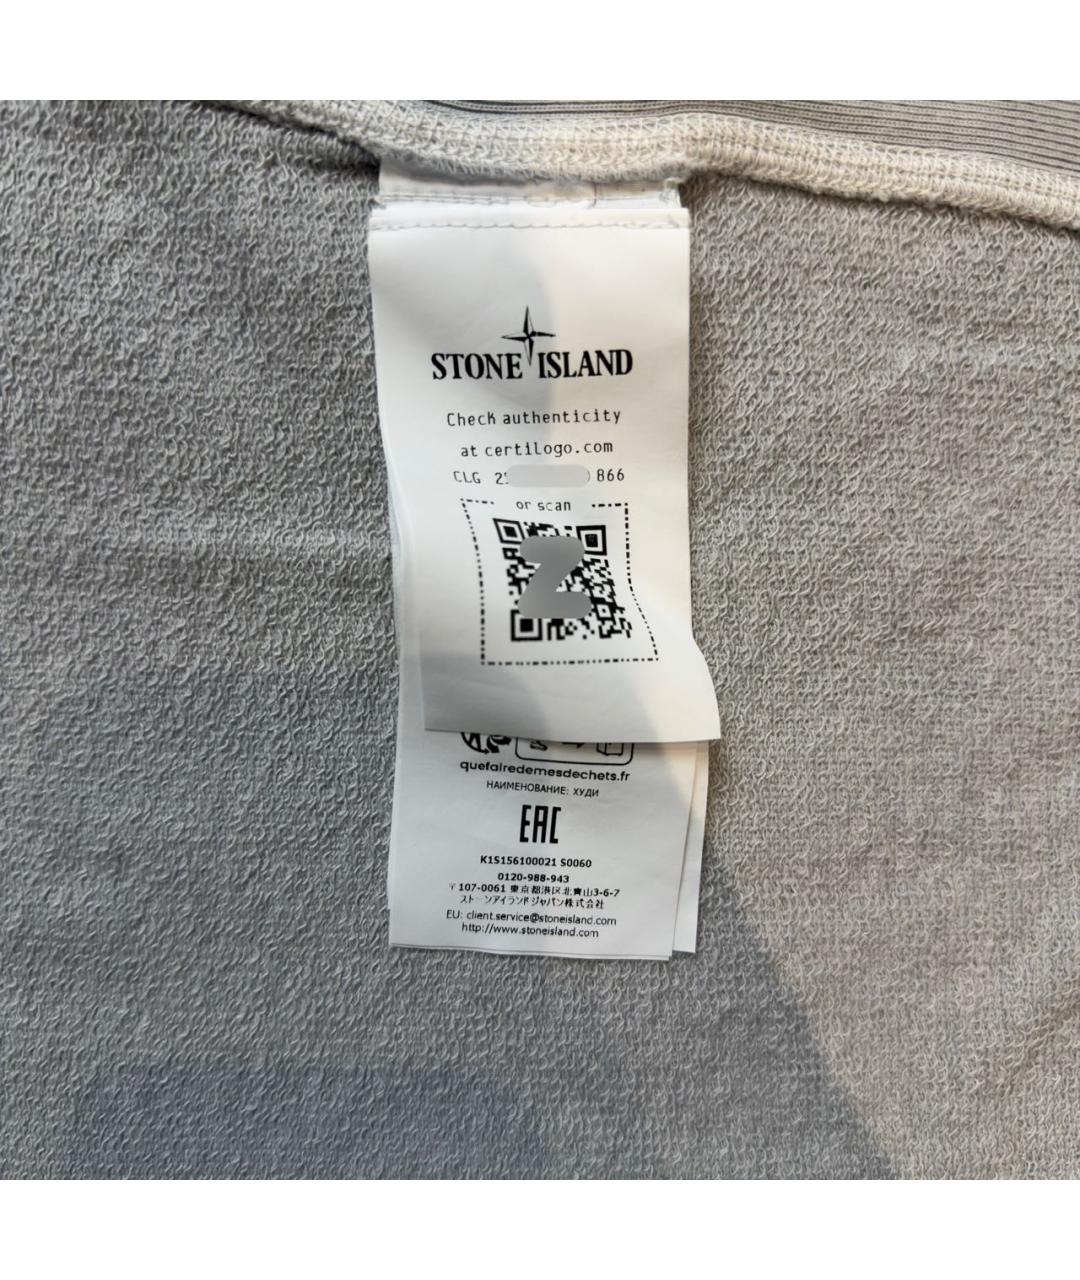 STONE ISLAND
Check authenticity
at certilogo.com
CLG 866
or scan
Z
quefairedemesdechets.fr
НАИМЕНОВАНИЕ: ХУДИ
EAC
K1S156100021 S0060
0120-988-943
〒107-0061 東京都港区北青山3-6-7
ストーンアイランドジャパン株式会社
EU: client.service@stoneisland.com
http://www.stoneisland.com